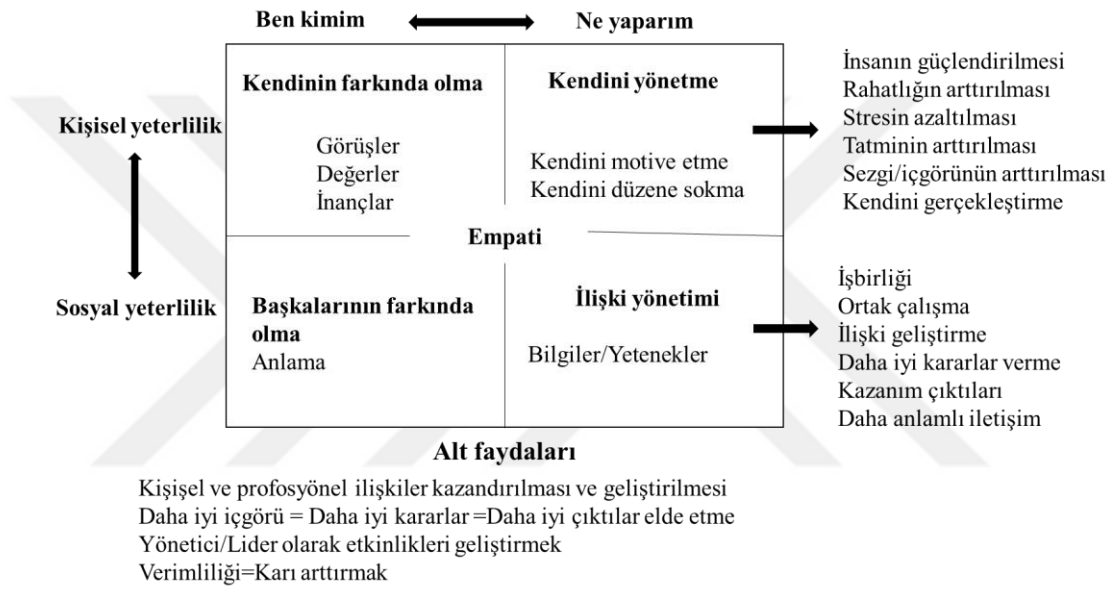 Ben kimim
Ne yaparım
Kişisel yeterlilik
Sosyal yeterlilik
Kendinin farkında olma
Görüşler
Değerler
İnançlar
Kendini yönetme
Kendini motive etme
Kendini düzene sokma
Empati
Başkalarının farkında
olma
Anlama
İlişki yönetimi
Bilgiler/Yetenekler
İnsanın güçlendirilmesi
Rahatlığın arttırılması
Stresin azaltılması
Tatminin arttırılması
Sezgi/içgörünün arttırılması
Kendini gerçekleştirme
İşbirliği
Ortak çalışma
İlişki geliştirme
Daha iyi kararlar verme
Kazanım çıktıları
Daha anlamlı iletişim
Alt faydaları
Kişişel ve profosyönel ilişkiler kazandırılması ve geliştirilmesi
Daha iyi içgörü = Daha iyi kararlar =Daha iyi çıktılar elde etme
Yönetici/Lider olarak etkinlikleri geliştirmek
Verimliliği=Karı arttırmak